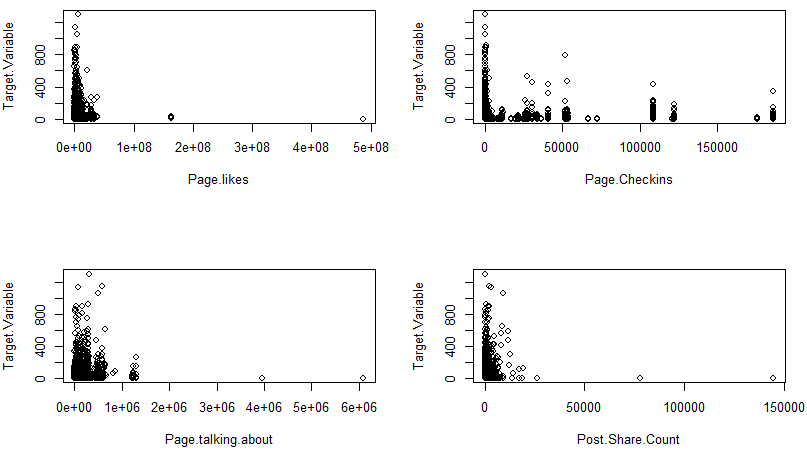 Target.Variable
800
400
0
0e+00 1e+08 2e+08 3e+08 4e+08 5e+08
Page.likes
Target.Variable
800
400
0
0 50000 100000 150000
Page.Checkins
Target.Variable
800
400
0
0e+00 1e+06 2e+06 3e+06 4e+06 5e+06 6e+06
Page.talking.about
Target.Variable
800
400
0
0 50000 100000 150000
Post.Share.Count